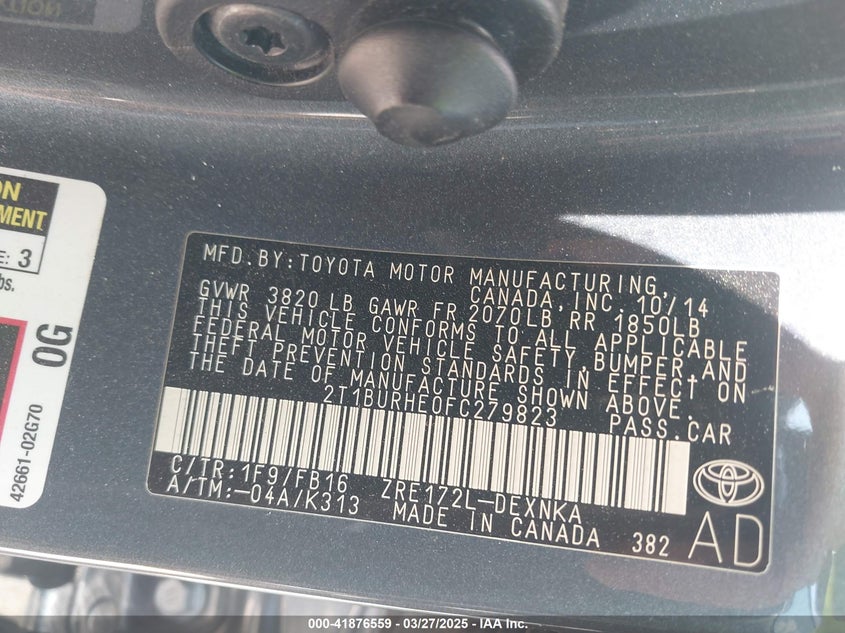 ON
MENT
E: 3
bs.
0G
42661-02G70
MFD.BY:TOYOTA MOTOR MANUFACTURING,
CANADA,INC. 10/14
GVWR 3820 LB GAWR FR 2070LB RR 1850LB
THIS VEHICLE CONFORMS TO ALL APPLICABLE
FEDERAL MOTOR VEHICLE SAFETY,BUMPER,AND
THEFT PREVENTION STANDARDS IN EFFECT ON
THE DATE OF MANUFACTURE SHOWN ABOVE.
2T1BURHE0FC279823 PASS.CAR
C/TR:1F9/FB16 ZRE172L-DEXNKA
A/TM:-04A/K313 MADE IN CANADA 382
AD
000-41876559 — 03/27/2025 — IAA Inc.